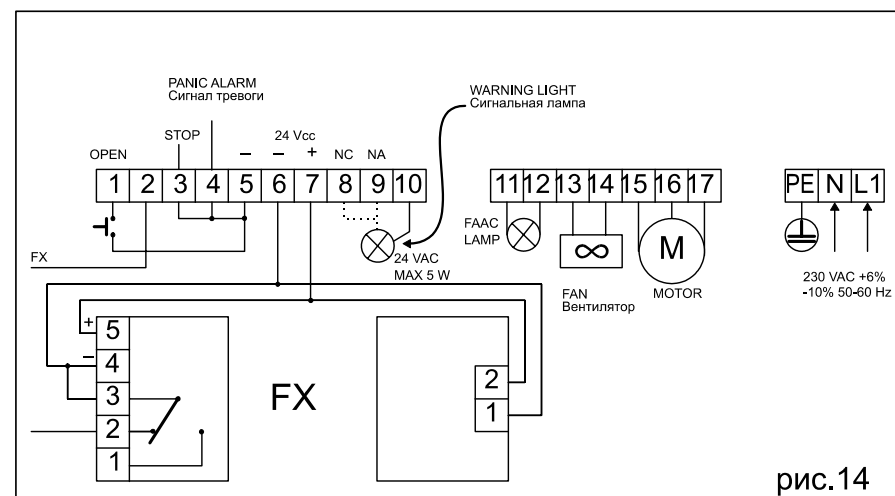 PANIC ALARM
Сигнал тревоги
WARNING LIGHT
Сигнальная лампа
STOP
24 Vcc
OPEN
– – +
NC NA
1 2 3 4 5 6 7 8 9 10
11 12 13 14 15 16 17
PE N L1
FX
24 VAC
MAX 5 W
FAAC
LAMP
FAN
Вентилятор
M
MOTOR
230 VAC +6%
-10% 50-60 Hz
+ 5
– 4
3
2
1
FX
2
1
рис.14